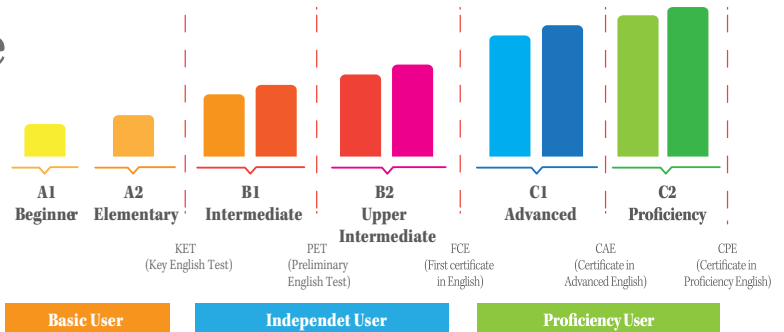 e
A1
Beginner
A2
Elementary
B1
Intermediate
B2
Upper
Intermediate
C1
Advanced
C2
Proficiency
KET
(Key English Test)
PET
(Preliminary
English Test)
FCE
(First certificate
in English)
CAE
(Certificate in
Advanced English)
CPE
(Certificate in
Proficiency English)
Basic User
Independet User
Proficiency User